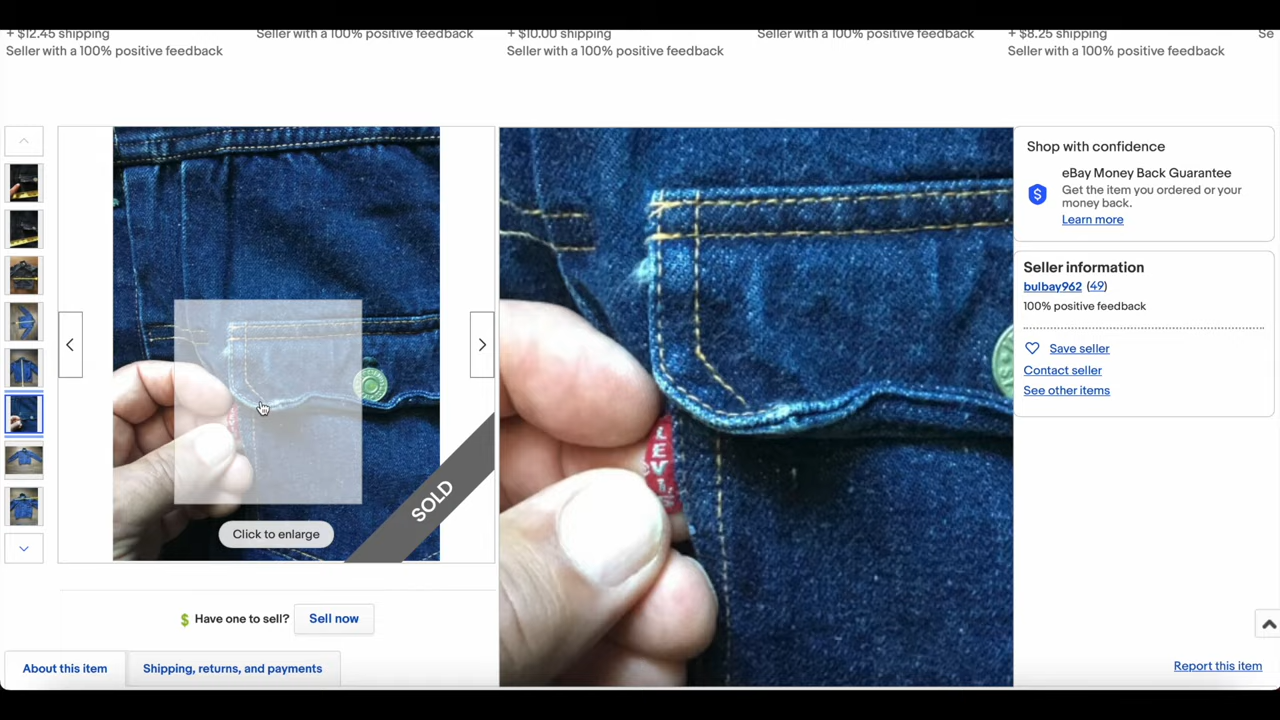 + $12.45 shipping
Seller with a 100% positive feedback
Seller with a 100% positive feedback
+ $10.00 shipping
Seller with a 100% positive feedback
Seller with a 100% positive feedback
+ $8.25 shipping
Seller with a 100% positive feedback
Se
LEVI'S
SOLD
Click to enlarge
Shop with confidence
eBay Money Back Guarantee
Get the item you ordered or your
money back.
Learn more
Seller information
bulbay962 (49)
100% positive feedback
Save seller
Contact seller
See other items
$ Have one to sell?
Sell now
About this item
Shipping, returns, and payments
Report this item